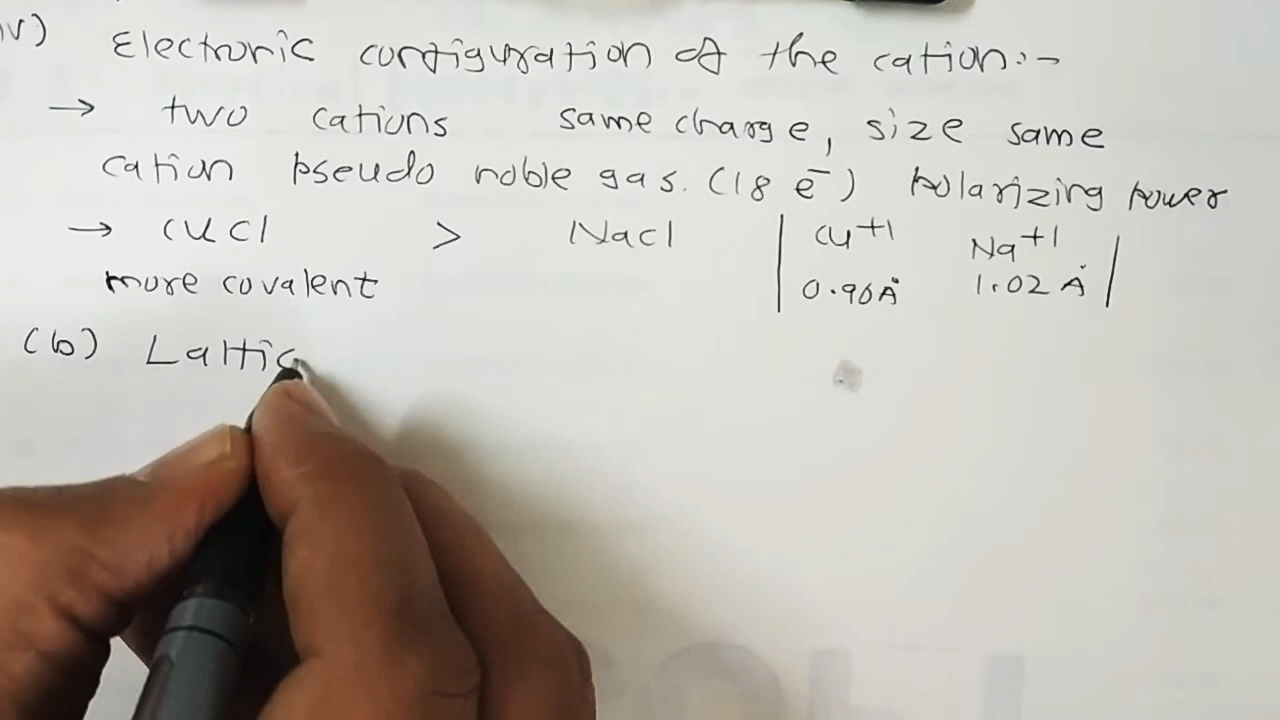 iv) Electronic configuration of the cation:-
→ two cations same charge, size same
cation pseudo noble gas. (18 e⁻) polarizing power
→ CuCl > NaCl | Cu⁺¹ Na⁺¹ |
more covalent | 0.96Å 1.02 Å |
(b) Lattic